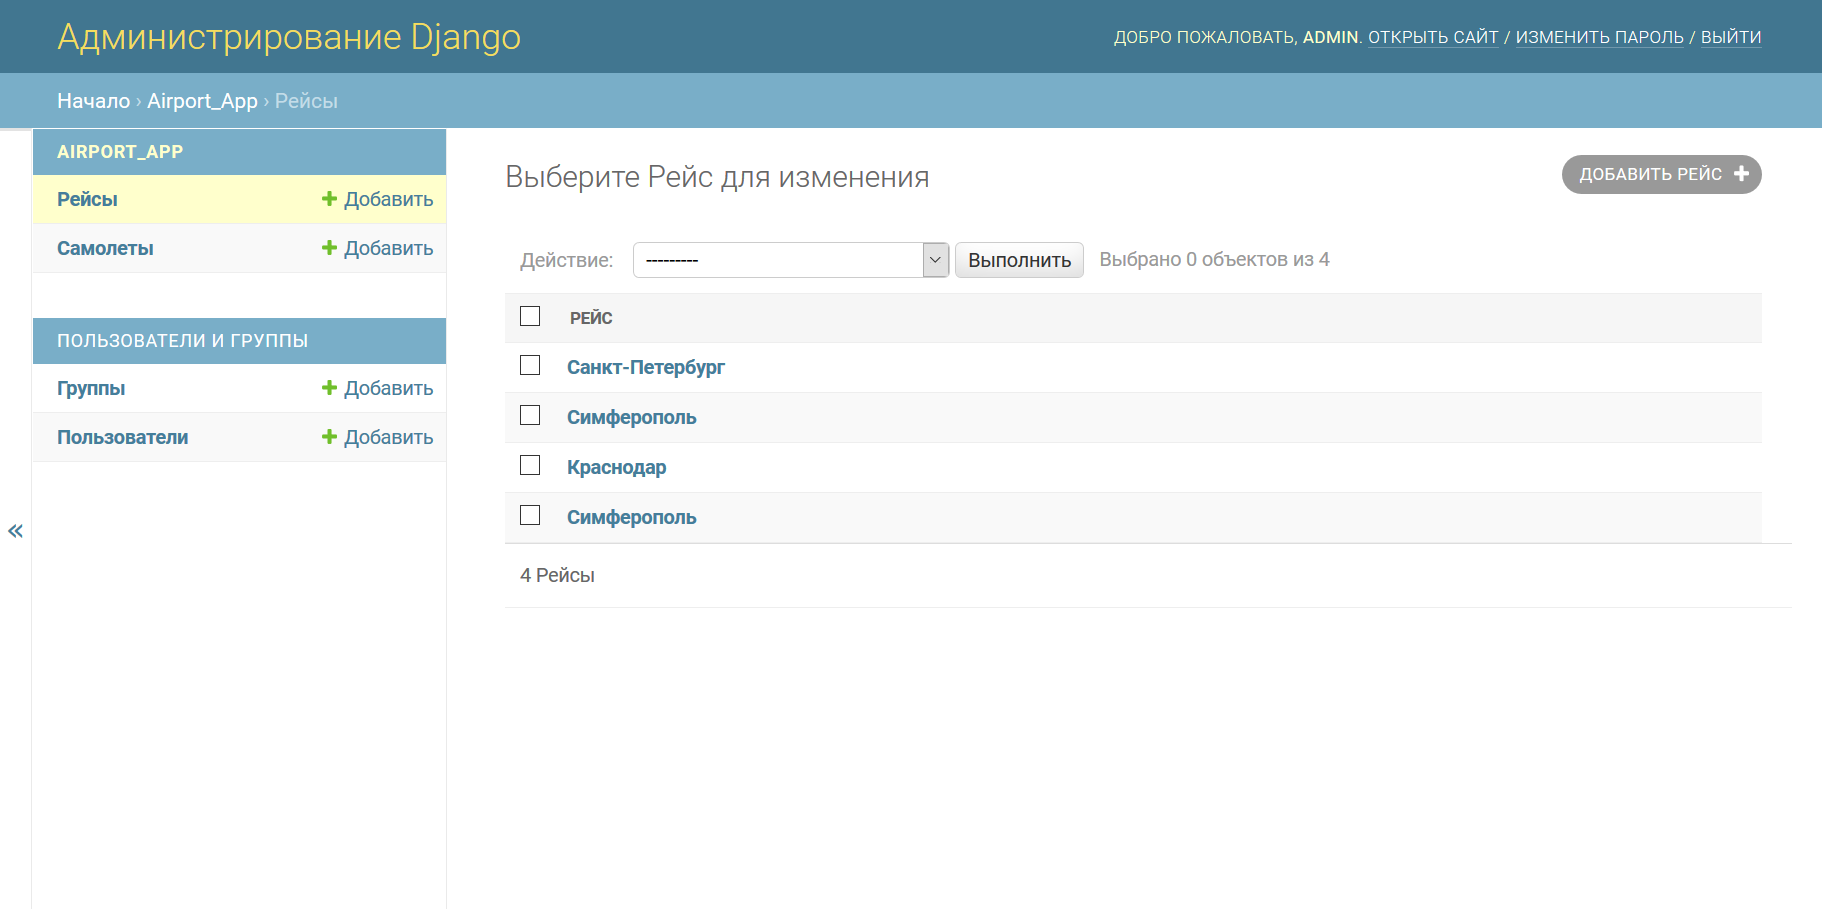 Администрирование Django
ДОБРО ПОЖАЛОВАТЬ, ADMIN. ОТКРЫТЬ САЙТ / ИЗМЕНИТЬ ПАРОЛЬ / ВЫЙТИ
Начало › Airport_App › Рейсы
AIRPORT_APP
Рейсы + Добавить
Самолеты + Добавить
ПОЛЬЗОВАТЕЛИ И ГРУППЫ
Группы + Добавить
Пользователи + Добавить
«
Выберите Рейс для изменения
ДОБАВИТЬ РЕЙС +
Действие: --------- Выполнить Выбрано 0 объектов из 4
РЕЙС
Санкт-Петербург
Симферополь
Краснодар
Симферополь
4 Рейсы